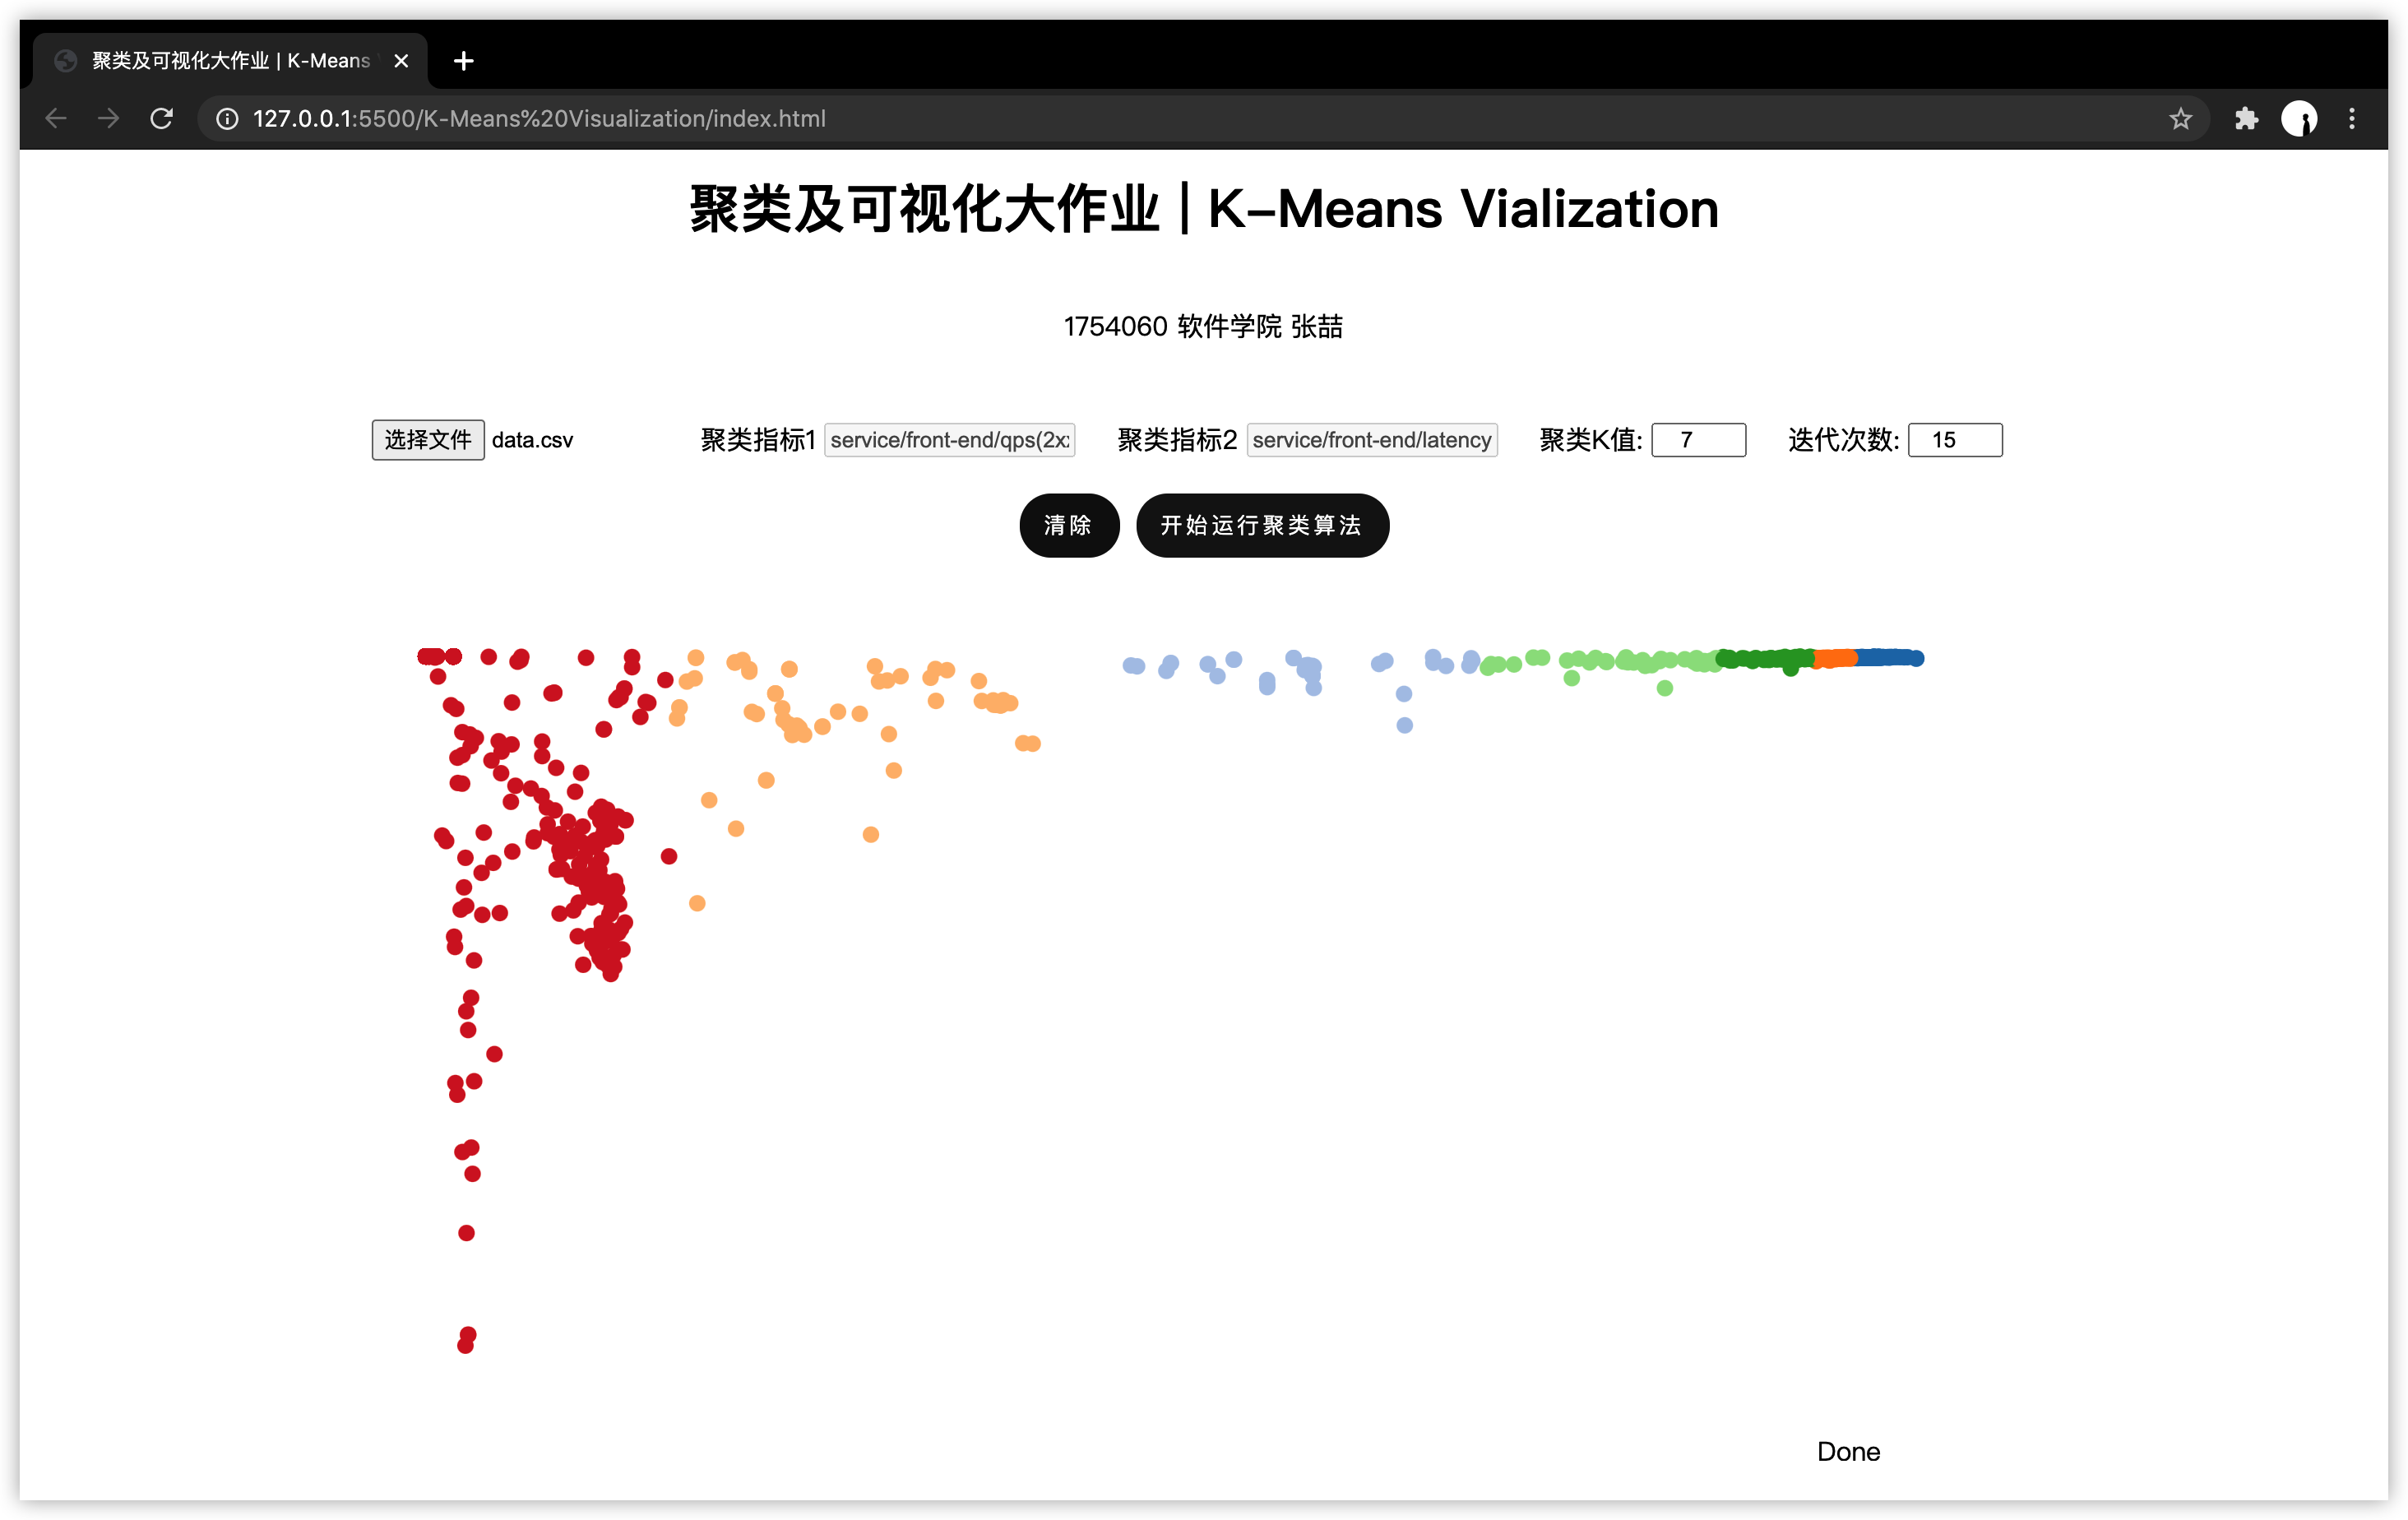 聚类及可视化大作业 | K-Means
127.0.0.1:5500/K-Means%20Visualization/index.html
聚类及可视化大作业 | K-Means Vialization
1754060 软件学院 张喆
选择文件 data.csv 聚类指标1 service/front-end/qps(2x 聚类指标2 service/front-end/latency 聚类K值: 7 迭代次数: 15
清除 开始运行聚类算法
Done